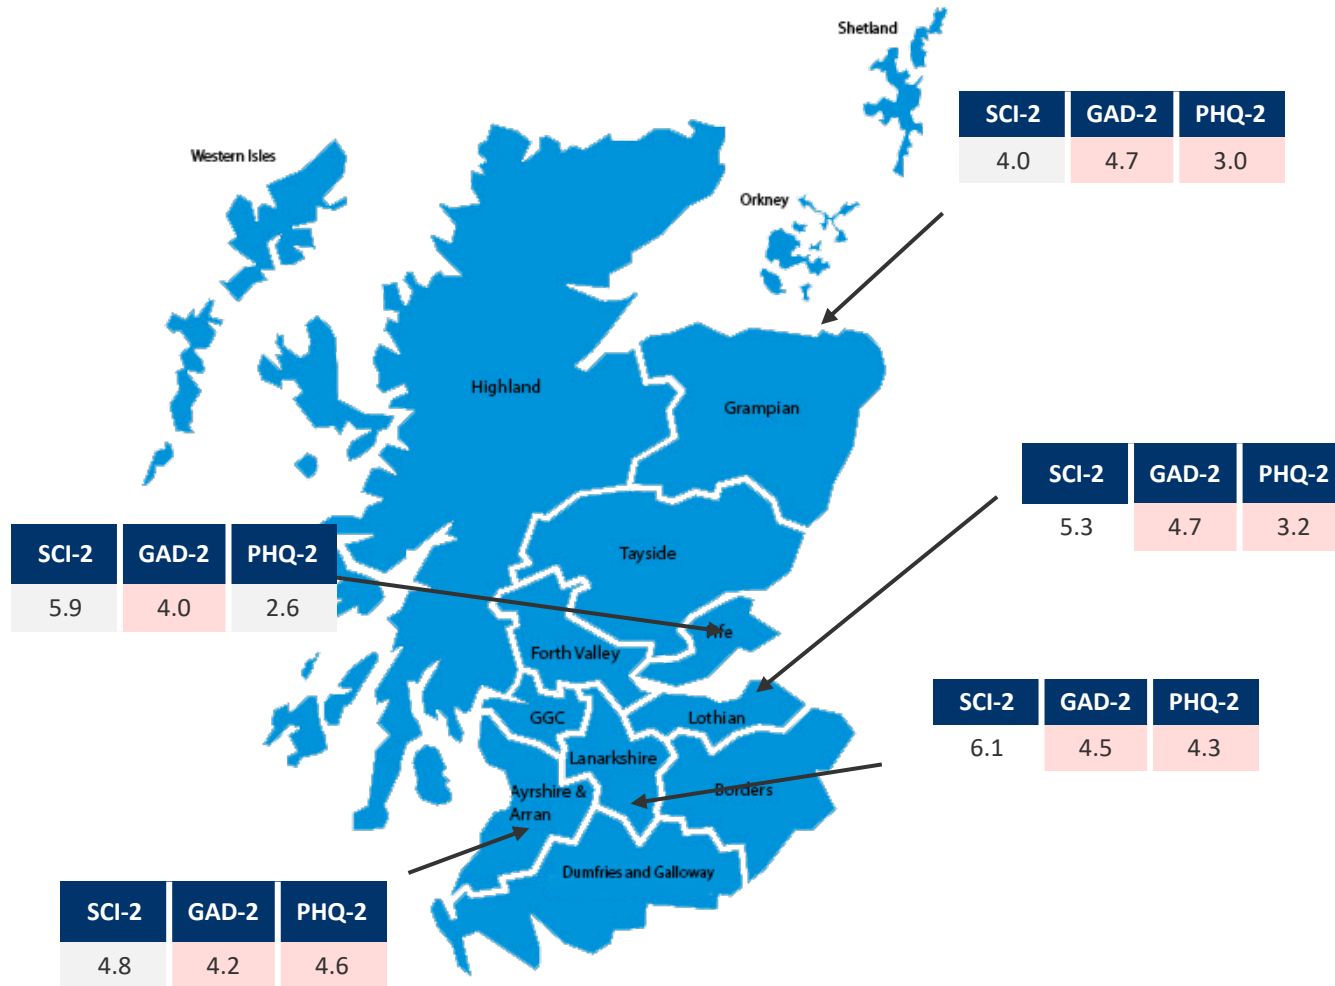 Shetland
SCI-2 GAD-2 PHQ-2
4.0 4.7 3.0
Western Isles
Orkney
Highland
Grampian
SCI-2 GAD-2 PHQ-2
5.3 4.7 3.2
SCI-2 GAD-2 PHQ-2
5.9 4.0 2.6
Tayside
Forth Valley
GGC
Lothian
SCI-2 GAD-2 PHQ-2
6.1 4.5 4.3
Lanarkshire
Borders
Ayrshire &
Arran
Dumfries and Galloway
SCI-2 GAD-2 PHQ-2
4.8 4.2 4.6